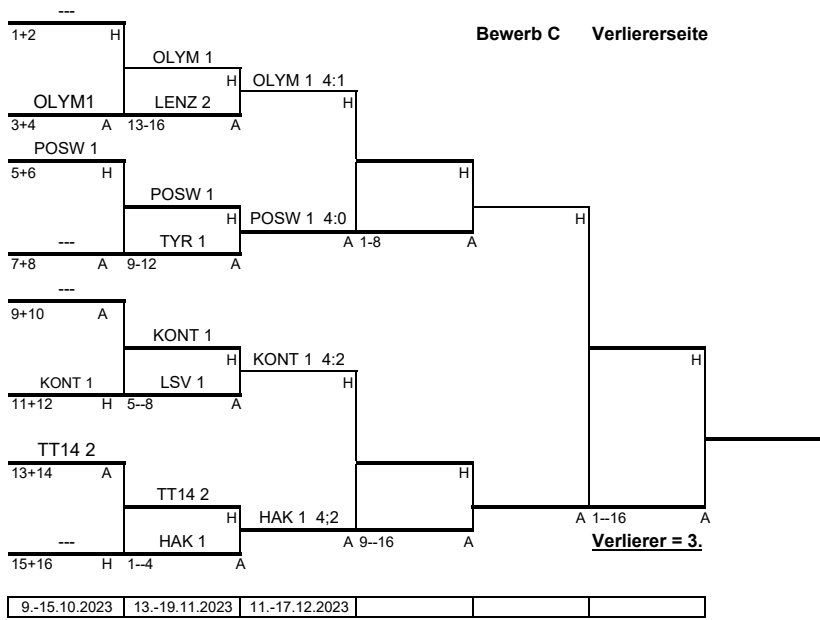 ---
1+2 H Bewerb C Verliererseite
OLYM 1
H OLYM 1 4:1
OLYM1 LENZ 2 H
3+4 A 13-16 A
POSW 1
5+6 H H
POSW 1
H POSW 1 4:0 H
--- TYR 1 A 1-8 A
7+8 A 9-12 A
---
9+10 A
KONT 1
H KONT 1 4:2 H
KONT 1 LSV 1 H
11+12 H 5--8 A
TT14 2
13+14 A H
TT14 2
H HAK 1 4;2 A 1--16 A
--- HAK 1 A 9--16 A Verlierer = 3.
15+16 H 1--4 A
9.-15.10.2023 13.-19.11.2023 11.-17.12.2023